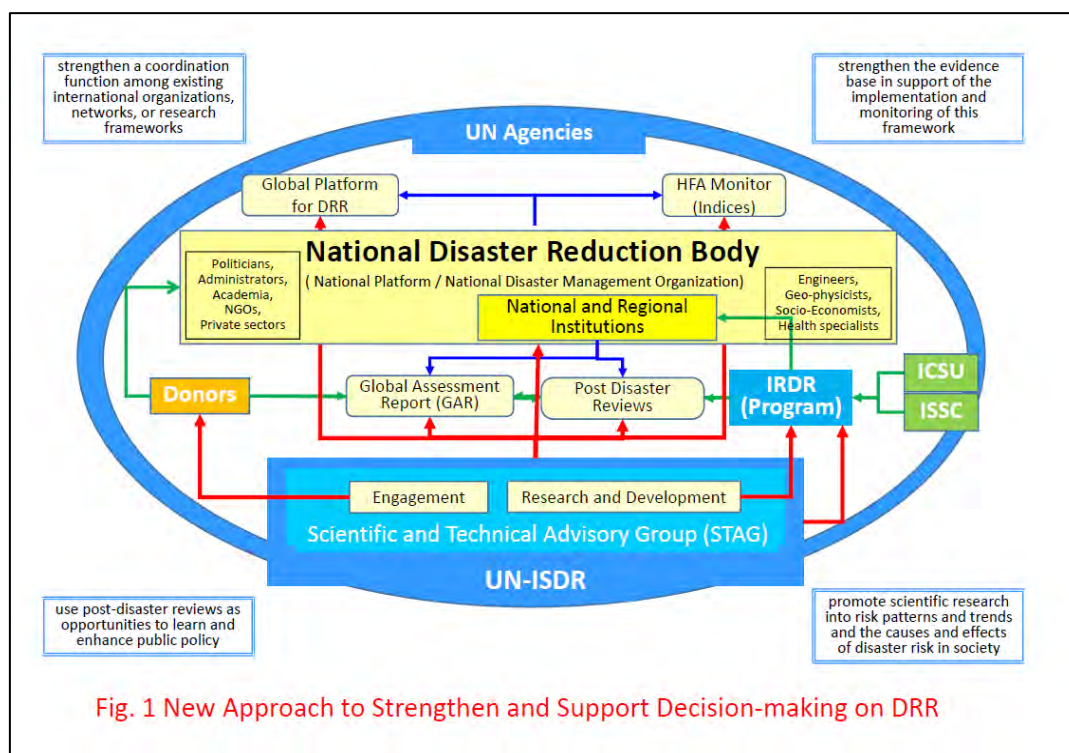 strengthen a coordination
function among existing
international organizations,
networks, or research
frameworks
strengthen the evidence
base in support of the
implementation and
monitoring of this
framework
UN Agencies
Global Platform
for DRR
HFA Monitor
(Indices)
National Disaster Reduction Body
( National Platform / National Disaster Management Organization)
Politicians,
Administrators,
Academia,
NGOs,
Private sectors
National and Regional
Institutions
Engineers,
Geo-physicists,
Socio-Economists,
Health specialists
Donors
Global Assessment
Report (GAR)
Post Disaster
Reviews
IRDR
(Program)
ICSU
ISSC
Engagement
Research and Development
Scientific and Technical Advisory Group (STAG)
UN-ISDR
use post-disaster reviews as
opportunities to learn and
enhance public policy
promote scientific research
into risk patterns and trends
and the causes and effects
of disaster risk in society
Fig. 1 New Approach to Strengthen and Support Decision-making on DRR